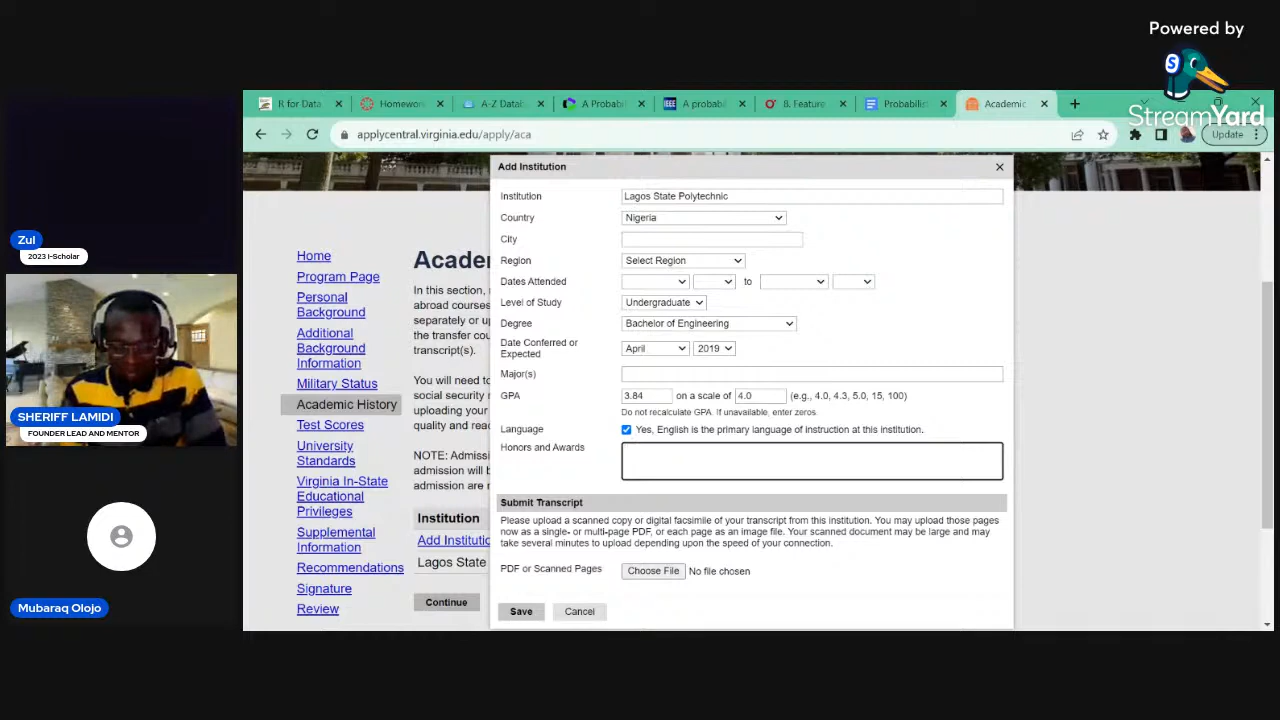 Powered by
S
StreamYard
R for Data
Homework
A-Z Datab
A Probabi
IEEE
A probabi
8. Feature
Probabilis
Academic
applycentral.virginia.edu/apply/aca
Update
Zul
2023 I-Scholar
SHERIFF LAMIDI
FOUNDER LEAD AND MENTOR
Mubaraq Olojo
Home
Program Page
Personal
Background
Additional
Background
Information
Military Status
Academic History
Test Scores
University
Standards
Virginia In-State
Educational
Privileges
Supplemental
Information
Recommendations
Signature
Review
Acade
In this section,
abroad courses
separately or u
the transfer cou
transcript(s).
You will need to
social security
uploading your
quality and read
NOTE: Admiss
admission will b
admission are r
Institution
Add Institutio
Lagos State
Continue
Add Institution
Institution
Lagos State Polytechnic
Country
Nigeria
City
Region
Select Region
Dates Attended
to
Level of Study
Undergraduate
Degree
Bachelor of Engineering
Date Conferred or
Expected
April
2019
Major(s)
GPA
3.84 on a scale of 4.0 (e.g., 4.0, 4.3, 5.0, 15, 100)
Do not recalculate GPA. If unavailable, enter zeros.
Language
Yes, English is the primary language of instruction at this institution.
Honors and Awards
Submit Transcript
Please upload a scanned copy or digital facsimile of your transcript from this institution. You may upload those pages
now as a single- or multi-page PDF, or each page as an image file. Your scanned document may be large and may
take several minutes to upload depending upon the speed of your connection.
PDF or Scanned Pages
Choose File No file chosen
Save
Cancel